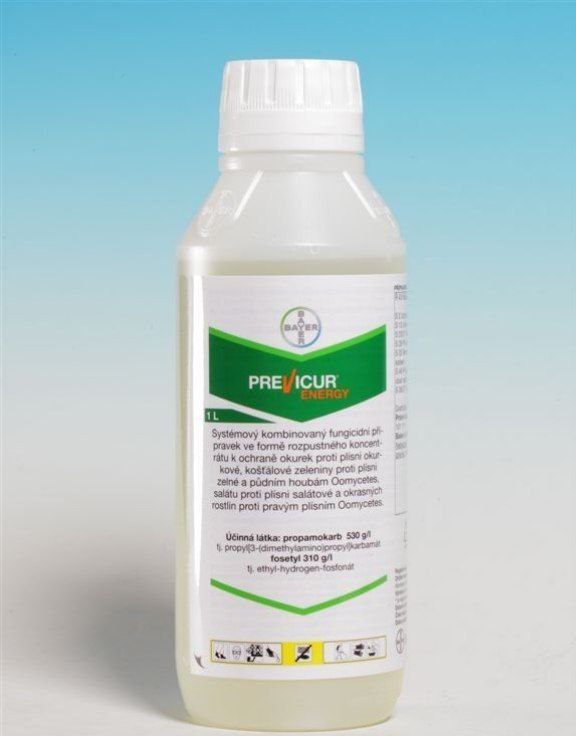 BAYER
BAYER
PREVICUR
ENERGY
1 L
Systémový kombinovaný fungicidní pří-
pravek ve formě rozpustného koncent-
rátu k ochraně okurek proti plísni okur-
kové, košťálové zeleniny proti plísni
zelné a půdním houbám Oomycetes,
salátu proti plísni salátové a okrasných
rostlin proti pravým plísním Oomycetes.
Účinná látka: propamokarb 530 g/l
tj. propyl[3-(dimethylamino)propyl]karbamát
fosetyl 310 g/l
tj. ethyl-hydrogen-fosfonát